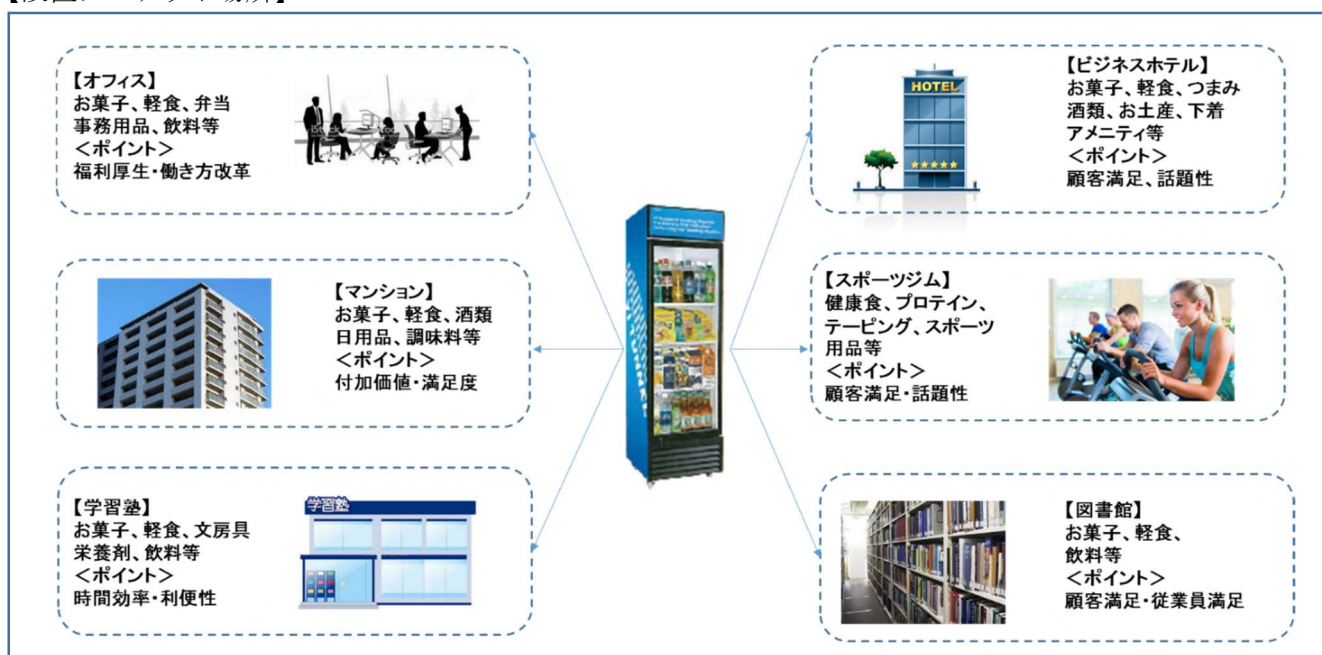 【オフィス】
お菓子、軽食、弁当
事務用品、飲料等
<ポイント>
福利厚生・働き方改革
iStock
【マンション】
お菓子、軽食、酒類
日用品、調味料等
<ポイント>
付加価値・満足度
【学習塾】
お菓子、軽食、文房具
栄養剤、飲料等
<ポイント>
時間効率・利便性
学習塾
【ビジネスホテル】
お菓子、軽食、つまみ
酒類、お土産、下着
アメニティ等
<ポイント>
顧客満足、話題性
HOTEL
【スポーツジム】
健康食、プロテイン、
テーピング、スポーツ
用品等
<ポイント>
顧客満足・話題性
【図書館】
お菓子、軽食、
飲料等
<ポイント>
顧客満足・従業員満足